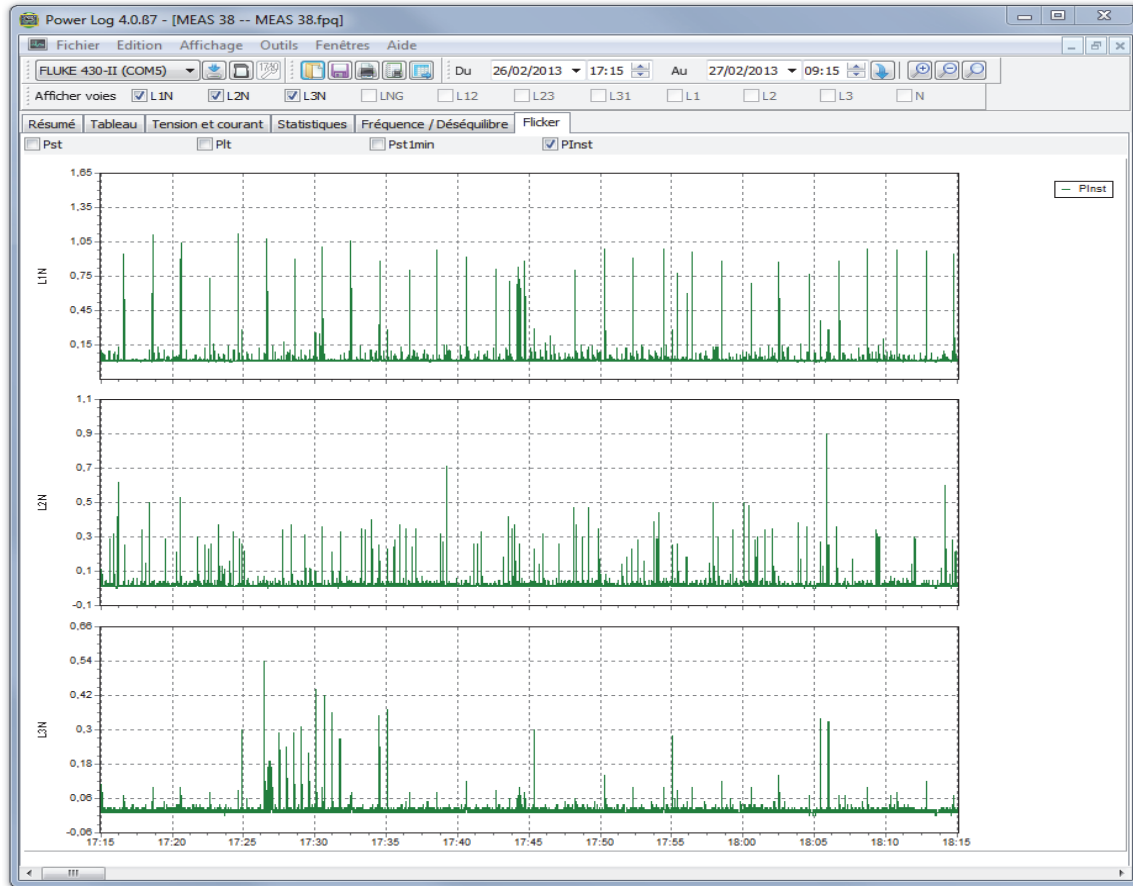 Power Log 4.0.ß7 - [MEAS 38 -- MEAS 38.fpq]
Fichier Edition Affichage Outils Fenêtres Aide
FLUKE 430-II (COM5) Du 26/02/2013 17:15 Au 27/02/2013 09:15
Afficher voies L1N L2N L3N LNG L12 L23 L31 L1 L2 L3 N
Résumé Tableau Tension et courant Statistiques Fréquence / Déséquilibre Flicker
Pst Plt Pst1min PInst
PInst
L1N
1,65
1,35
1,05
0,75
0,45
0,15
L2N
1,1
0,9
0,7
0,5
0,3
0,1
-0,1
L3N
0,66
0,54
0,42
0,3
0,18
0,06
-0,06
17:15 17:20 17:25 17:30 17:35 17:40 17:45 17:50 17:55 18:00 18:05 18:10 18:15